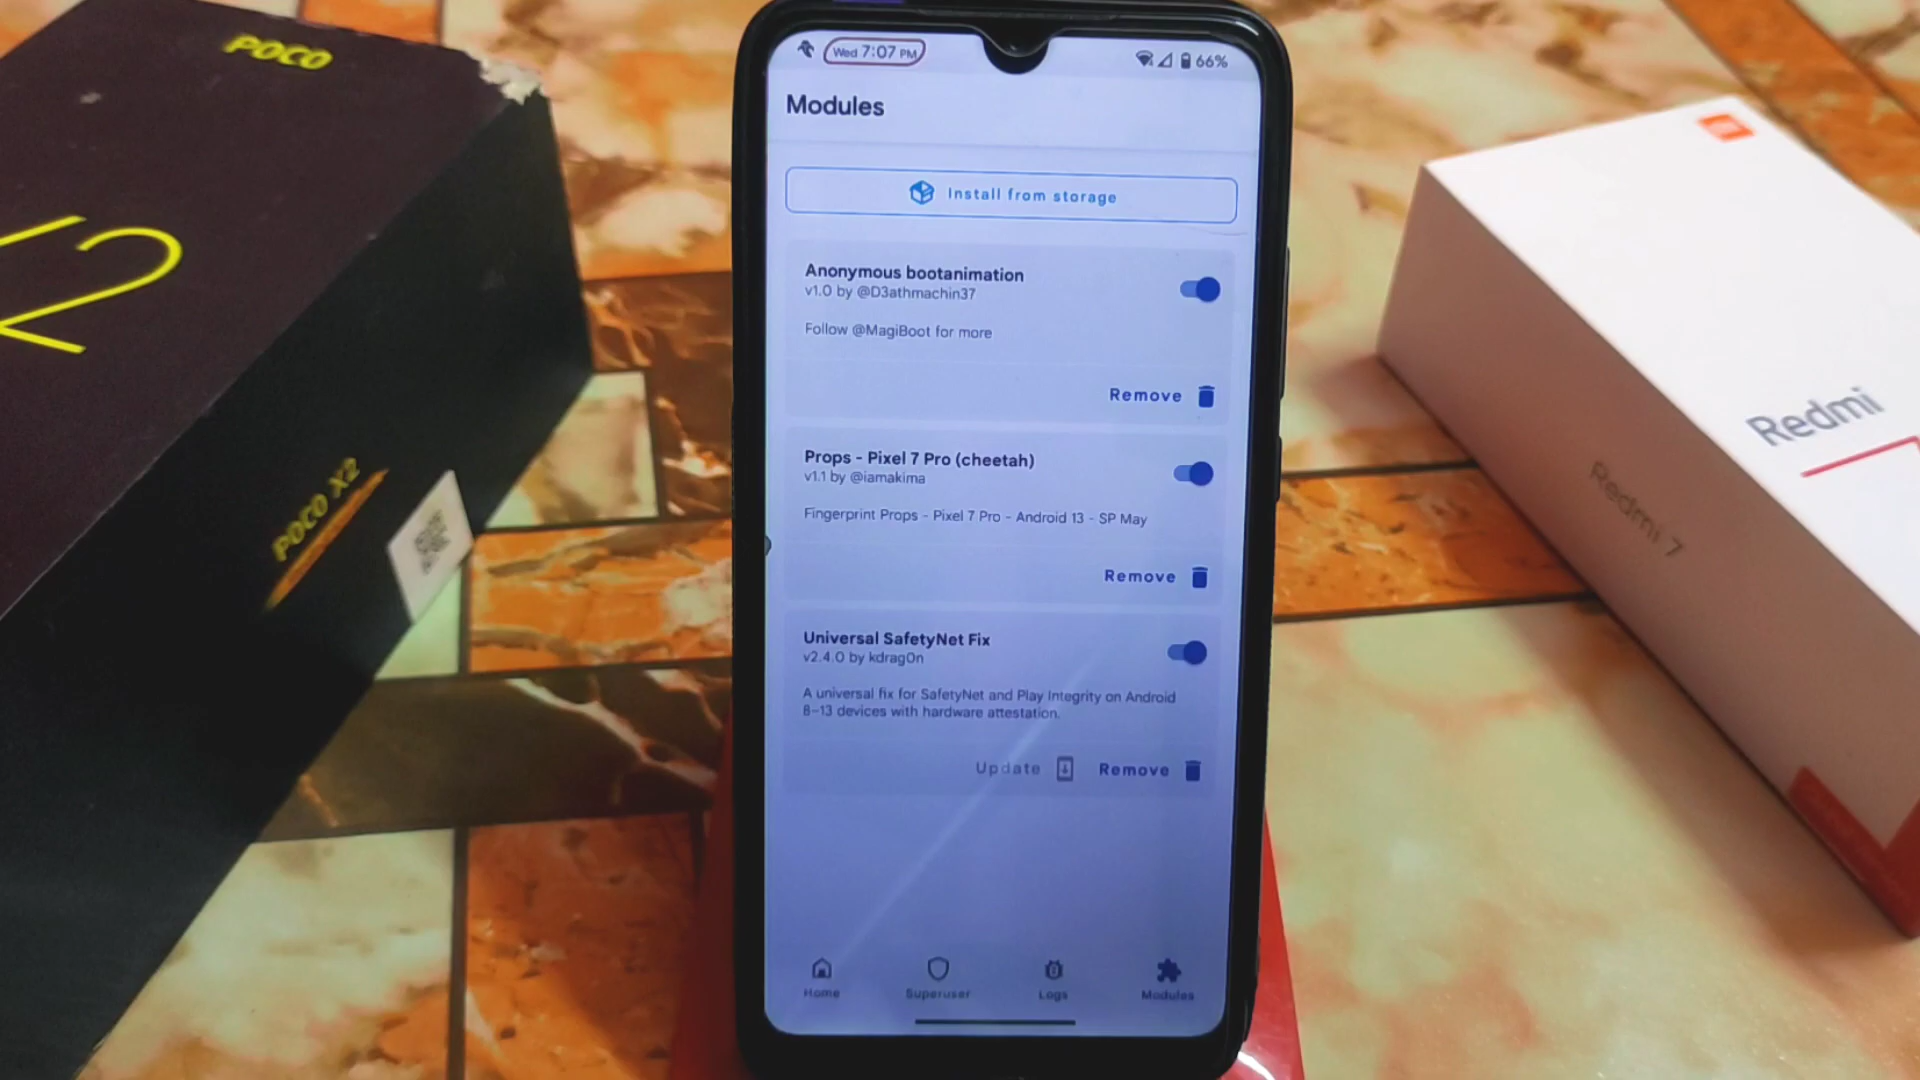 POCO
X2
POCO X2
Wed 7:07 PM
66%
Modules
Install from storage
Anonymous bootanimation
v1.0 by @D3athmachin37
Follow @MagiBoot for more
Remove
Props - Pixel 7 Pro (cheetah)
v1.1 by @iamakima
Fingerprint Props - Pixel 7 Pro - Android 13 - SP May
Remove
Universal SafetyNet Fix
v2.4.0 by kdrag0n
A universal fix for SafetyNet and Play Integrity on Android
8–13 devices with hardware attestation.
Update Remove
Home Superuser Logs Modules
Redmi
Redmi 7